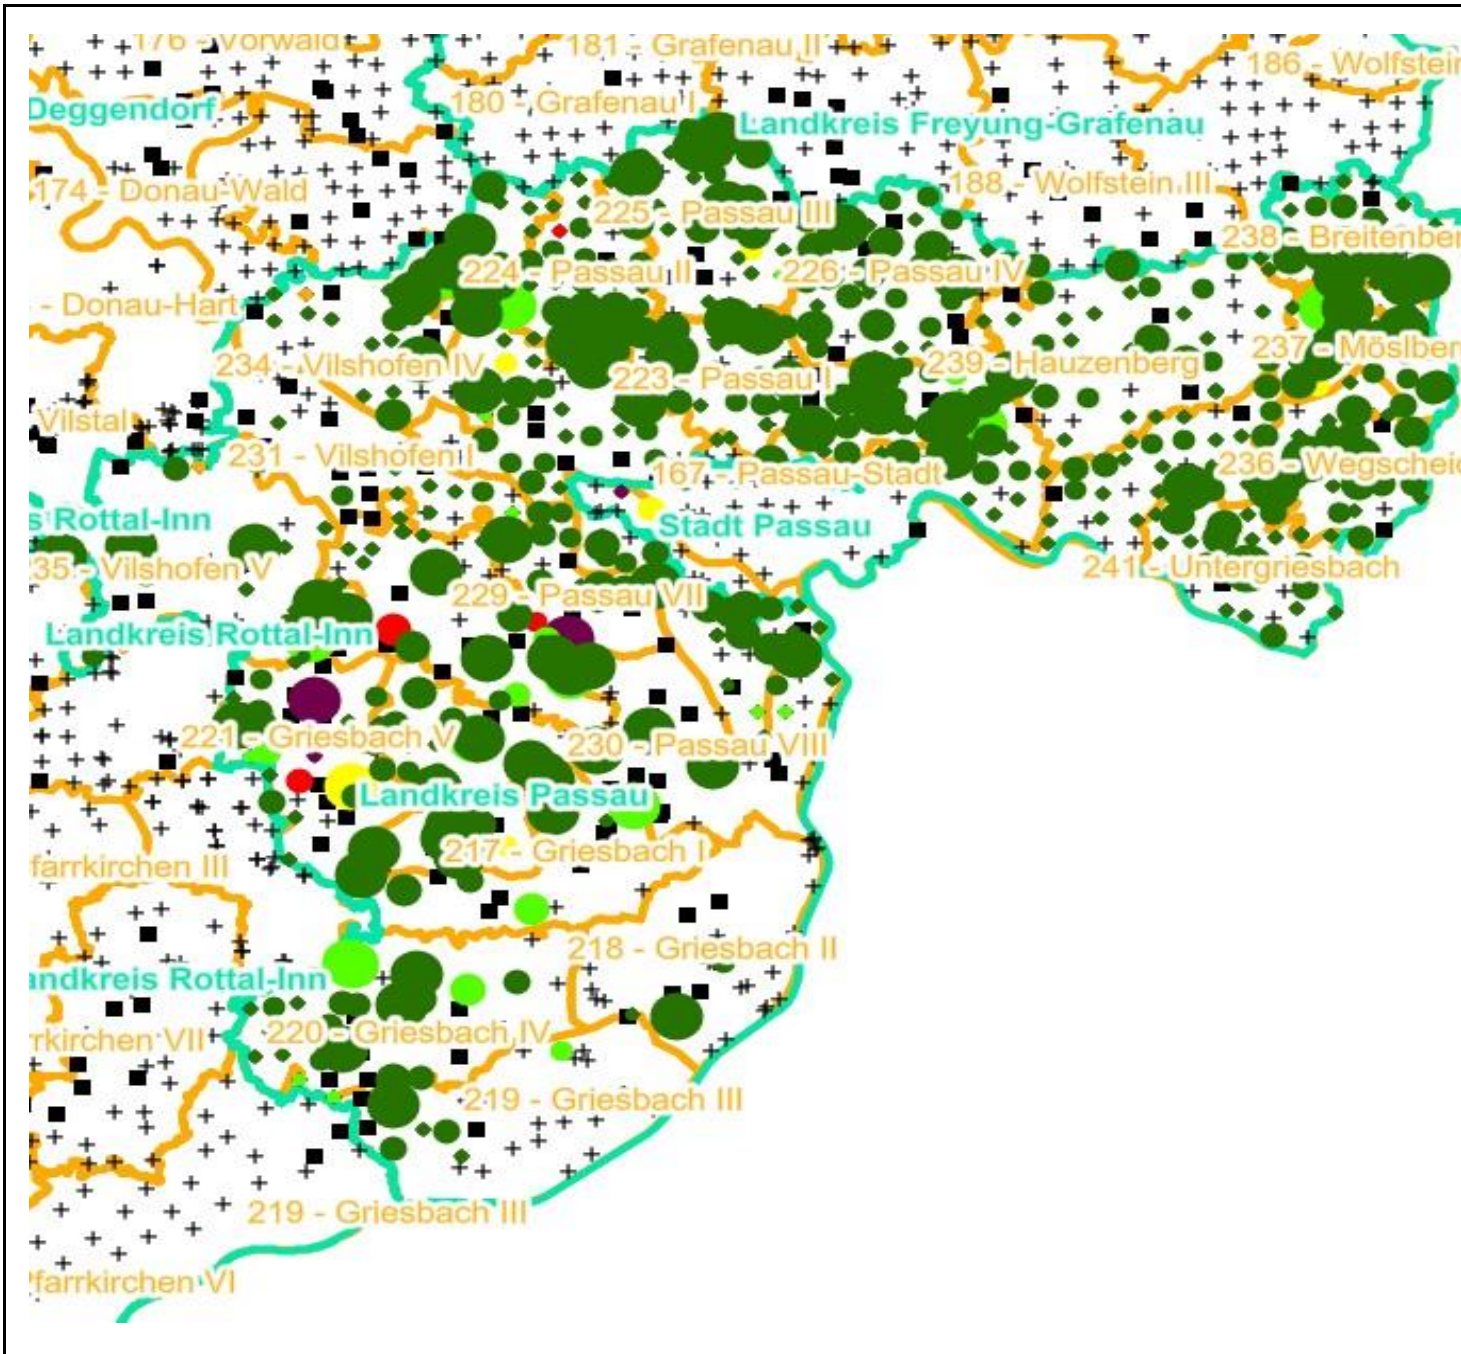 176 - Vorwald
181 - Grafenau II
186 - Wolfstein
Deggendorf
180 - Grafenau I
Landkreis Freyung-Grafenau
174 - Donau-Wald
225 - Passau III
188 - Wolfstein III
238 - Breitenber
224 - Passau II
226 - Passau IV
- Donau-Hart
234 - Vilshofen IV
223 - Passau I
239 - Hauzenberg
237 - Möslber
Vilstal
231 - Vilshofen I
167 - Passau-Stadt
236 - Wegscheid
s Rottal-Inn
Stadt Passau
35 - Vilshofen V
229 - Passau VII
241 - Untergriesbach
Landkreis Rottal-Inn
221 - Griesbach V
230 - Passau VIII
Landkreis Passau
farrkirchen III
217 - Griesbach I
218 - Griesbach II
andkreis Rottal-Inn
rrkirchen VII
220 - Griesbach IV
219 - Griesbach III
219 - Griesbach III
Pfarrkirchen VI